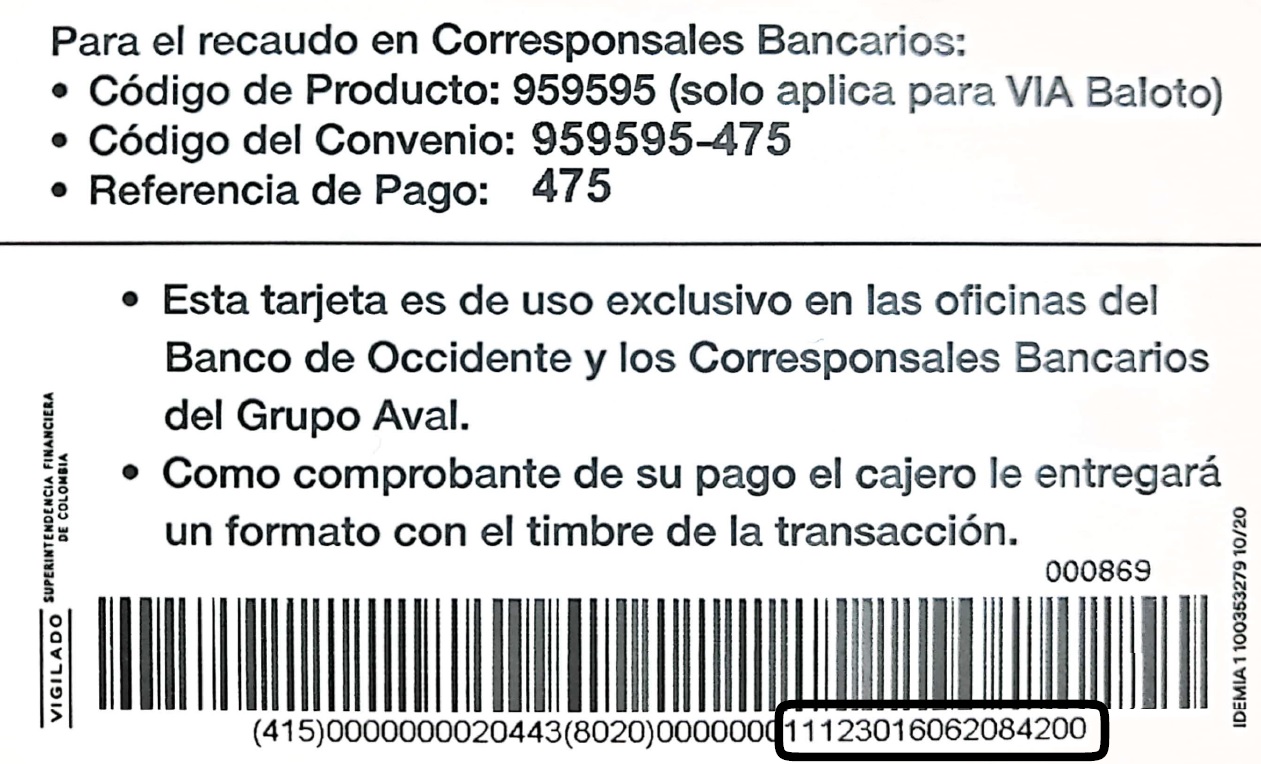 Para el recaudo en Corresponsales Bancarios:
• Código de Producto: 959595 (solo aplica para VIA Baloto)
• Código del Convenio: 959595-475
• Referencia de Pago: 475
• Esta tarjeta es de uso exclusivo en las oficinas del
Banco de Occidente y los Corresponsales Bancarios
del Grupo Aval.
• Como comprobante de su pago el cajero le entregará
un formato con el timbre de la transacción.
000869
(415)0000000020443(8020)000000011123016062084200
VIGILADO SUPERINTENDENCIA FINANCIERA
DE COLOMBIA
IDEMIA1100353279 10/20